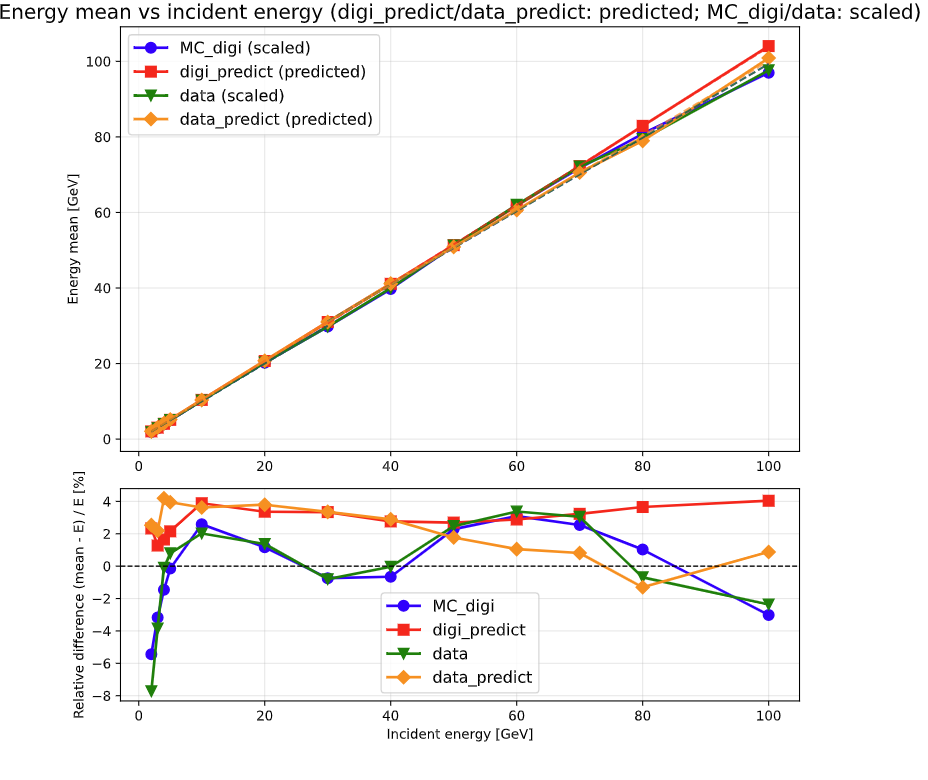 Energy mean vs incident energy (digi_predict/data_predict: predicted; MC_digi/data: scaled)
MC_digi (scaled)
digi_predict (predicted)
data (scaled)
data_predict (predicted)
Energy mean [GeV]
100
80
60
40
20
0
0 20 40 60 80 100
Relative difference (mean - E) / E [%]
4
2
0
−2
−4
−6
−8
MC_digi
digi_predict
data
data_predict
0 20 40 60 80 100
Incident energy [GeV]